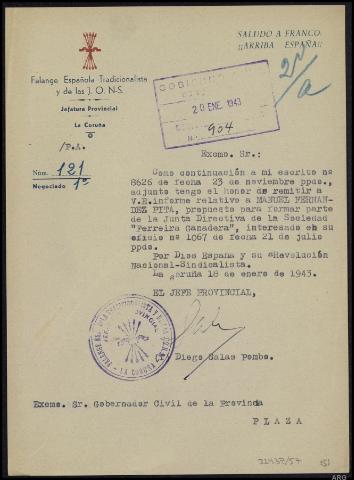 SALUDO A FRANCO:
¡¡ARRIBA ESPAÑA!!
Falange Española Tradicionalista
y de las J. O. N-S.
Jefatura Provincial
La Coruña
/P.A.
Núm. 121
Negociado 1º
20 ENE. 1943
904
Excmo. Sr.:
Como continuación a mi escrito nº
8626 de fecha 23 de noviembre ppdo.,
adjunto tengo el honor de remitir a
V.E. informe relativo a MANUEL FERNAN-
DEZ PITA, propuesto para formar parte
de la Junta Directiva de la Sociedad
"Ferreira Ganadera", interesado en su
oficio nº 1067 de fecha 21 de julio
ppdo.
Por Dios España y su Revolución
Nacional-Sindicalista.
La Coruña 18 de enero de 1943.
EL JEFE PROVINCIAL,
Diego Salas Pombo.
Excmo. Sr. Gobernador Civil de la Provincia
PLAZA
22437/57
151
ARG